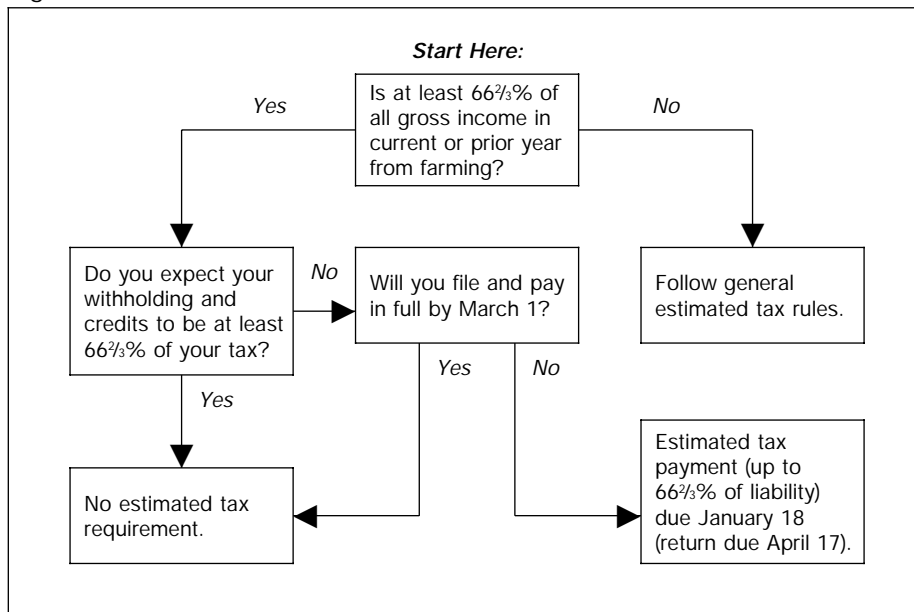 Start Here:
Is at least 66⅔% of
all gross income in
current or prior year
from farming?
Yes
No
Do you expect your
withholding and
credits to be at least
66⅔% of your tax?
No
Will you file and pay
in full by March 1?
Follow general
estimated tax rules.
Yes
Yes
No
No estimated tax
requirement.
Estimated tax
payment (up to
66⅔% of liability)
due January 18
(return due April 17).